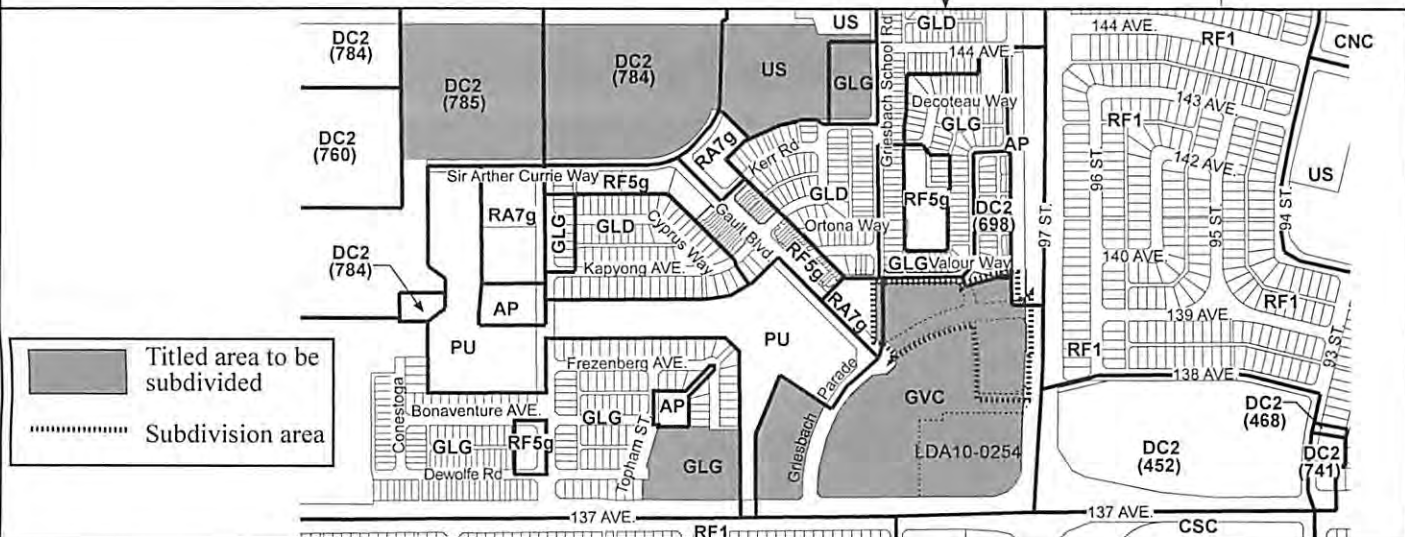 US
GLD
144 AVE.
144 AVE.
RF1
CNC
DC2
(784)
DC2
(785)
DC2
(784)
US
GLG
Griesbach School Rd
Decoteau Way
GLG
AP
143 AVE.
RF1
142 AVE.
US
DC2
(760)
RA7g
Kerr Rd
Sir Arther Currie Way
RF5g
GLD
RF5g
DC2
(698)
97 ST.
96 ST.
95 ST.
94 ST.
RA7g
GLG
GLD
Cyprus Way
Gault Blvd
Ortona Way
RF5g
GLG
Valour Way
140 AVE.
DC2
(784)
Kapyong AVE.
AP
RA7g
RF1
139 AVE.
93 ST.
PU
PU
RF1
138 AVE.
Titled area to be
subdivided
Subdivision area
Frezenberg AVE.
Parade
Griesbach
GVC
AP
Conestoga
Bonaventure AVE.
GLG
RF5g
GLG
Topham ST.
GLG
Dewolfe Rd
LDA10-0254
DC2
(452)
DC2
(468)
DC2
(741)
137 AVE.
137 AVE.
RF1
CSC